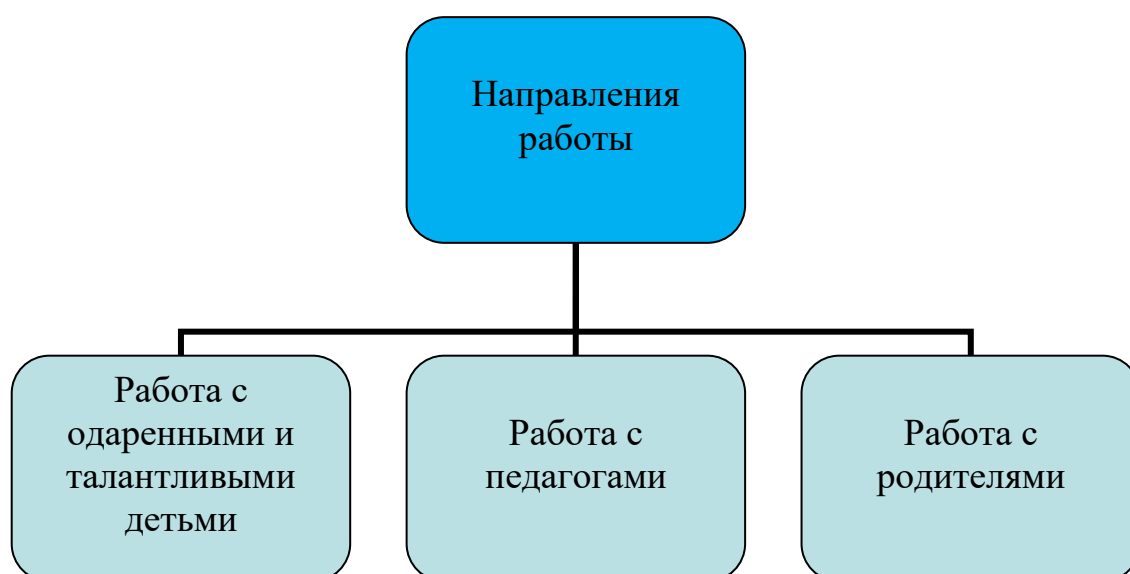 Направления
работы
Работа с
одаренными и
талантливыми
детьми
Работа с
педагогами
Работа с
родителями